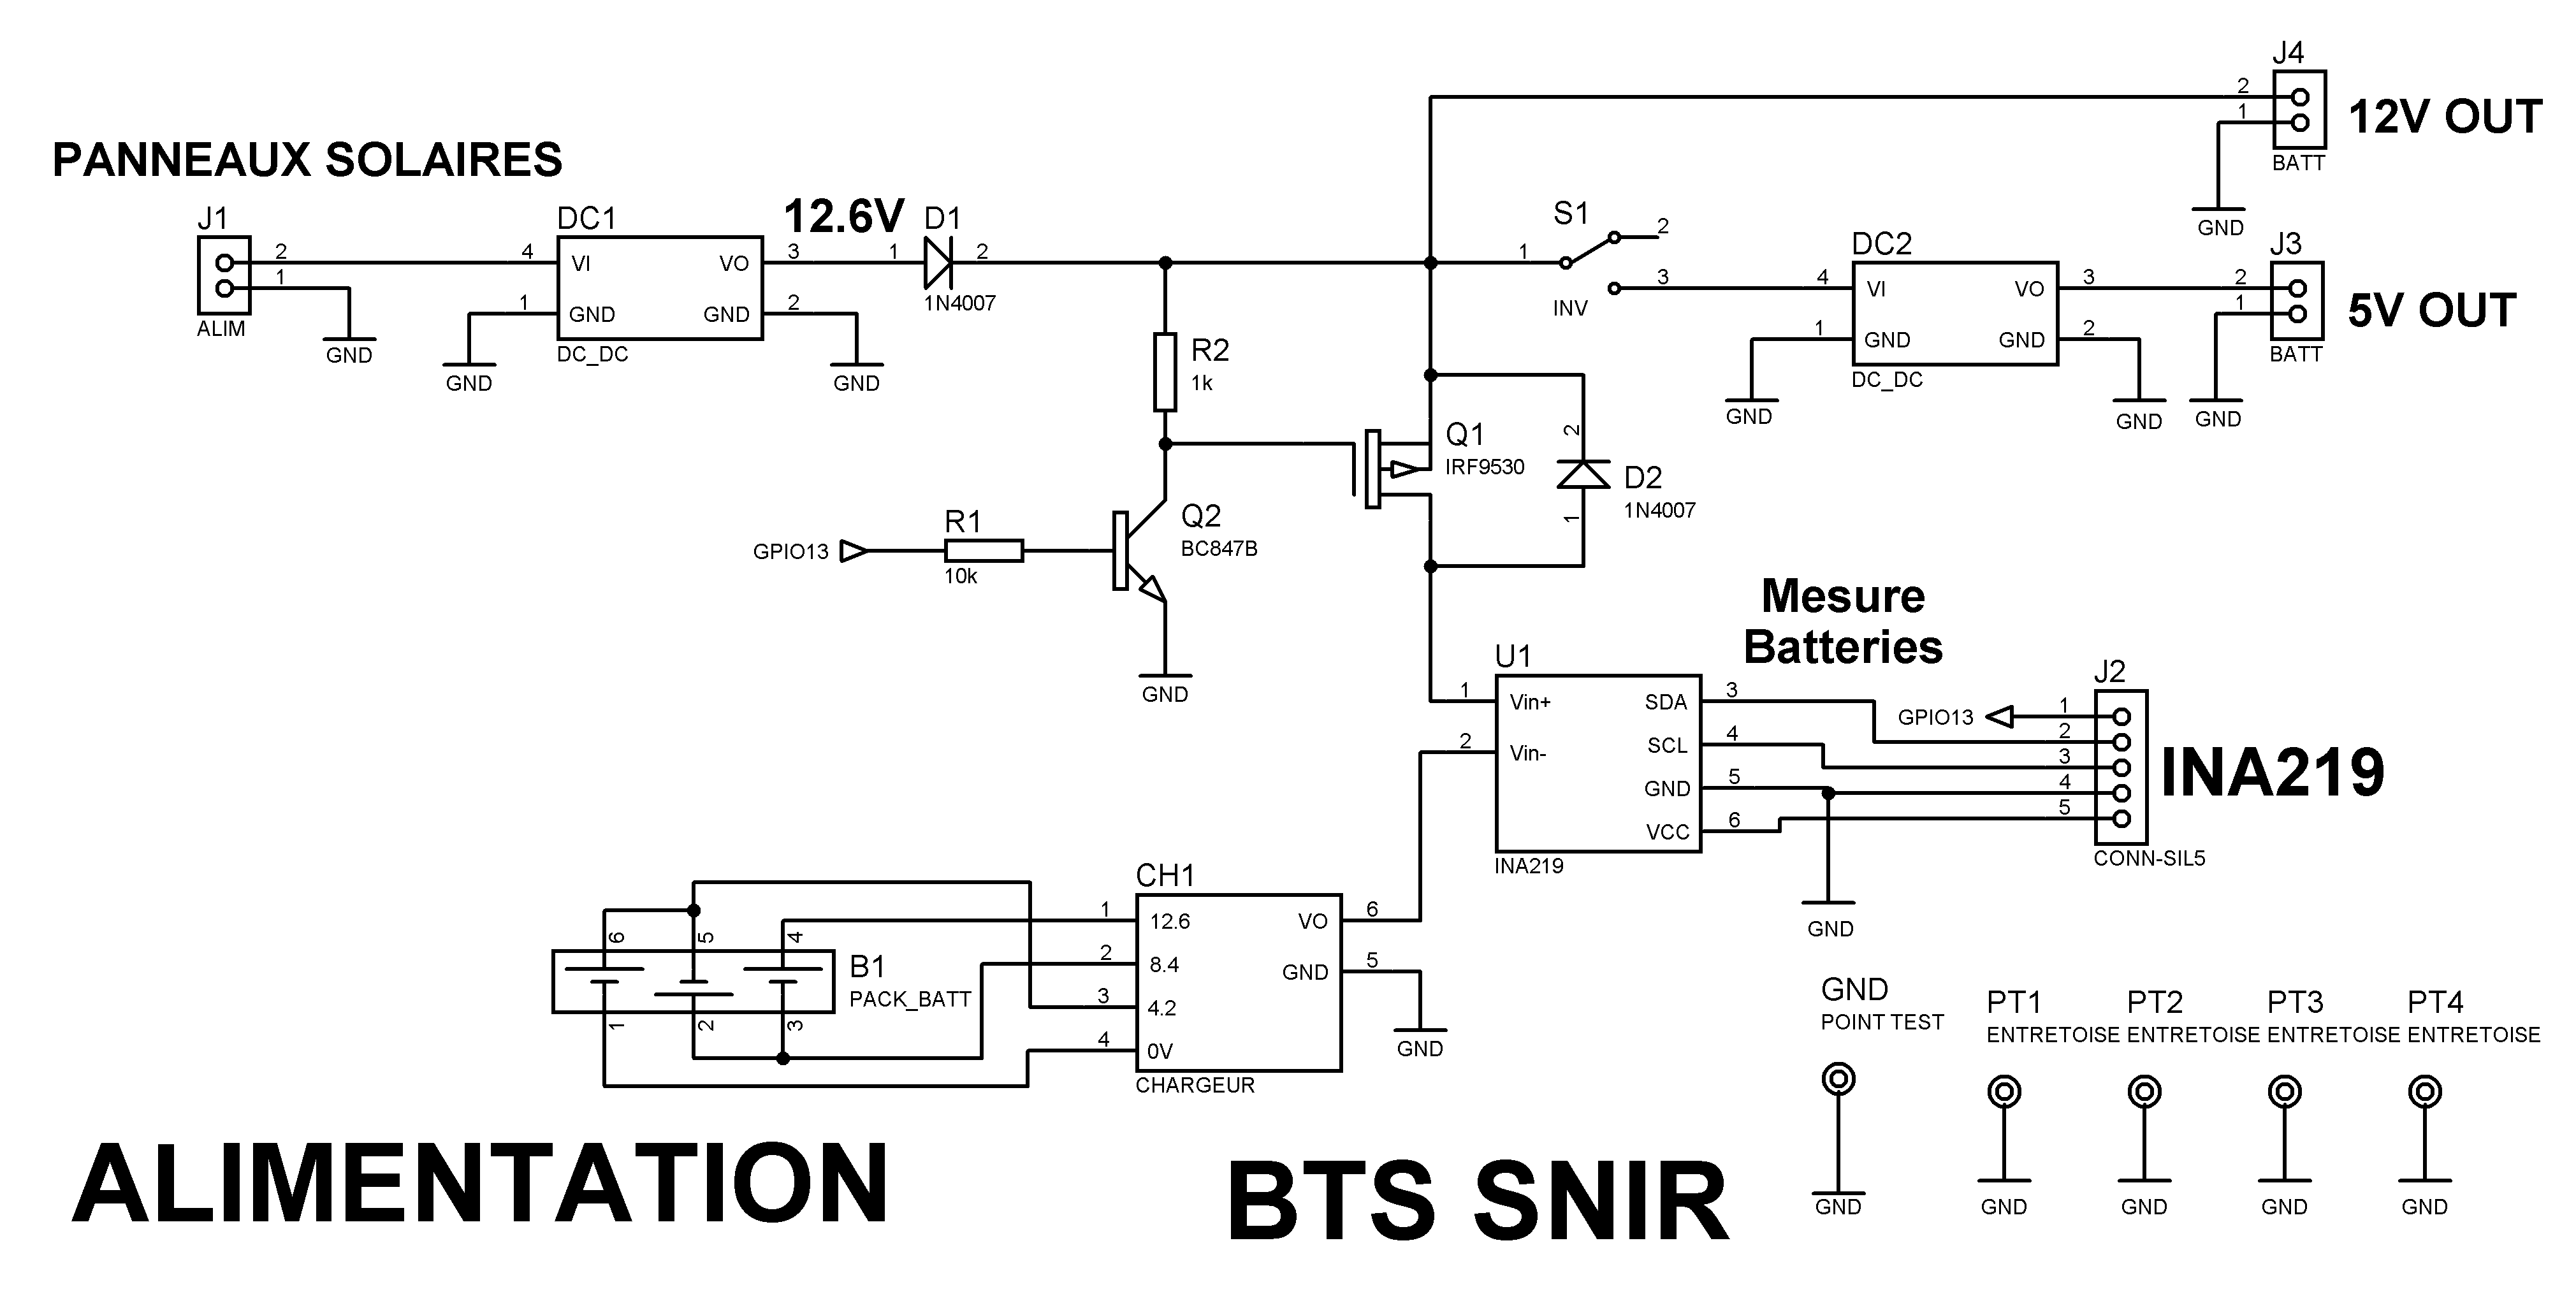 J4
2
1
12V OUT
BATT
GND
PANNEAUX SOLAIRES
J1
2
1
ALIM
GND
DC1
4
VI
VO
3
1
GND
GND
2
DC_DC
GND
GND
12.6V
D1
1
2
1N4007
S1
1
2
3
INV
DC2
4
VI
VO
3
1
GND
GND
2
DC_DC
GND
GND
J3
2
1
5V OUT
BATT
GND
R2
1k
Q1
IRF9530
2
D2
1N4007
1
GPIO13
R1
10k
Q2
BC847B
GND
Mesure
Batteries
U1
1
Vin+
SDA
3
2
Vin-
SCL
4
GND
5
VCC
6
INA219
GND
J2
GPIO13
1
2
3
4
5
INA219
CONN-SIL5
CH1
1
12.6
VO
6
2
8.4
GND
5
3
4.2
4
0V
CHARGEUR
GND
6
5
4
B1
PACK_BATT
1
2
3
GND
POINT TEST
GND
PT1
ENTRETOISE
GND
PT2
ENTRETOISE
GND
PT3
ENTRETOISE
GND
PT4
ENTRETOISE
GND
ALIMENTATION
BTS SNIR